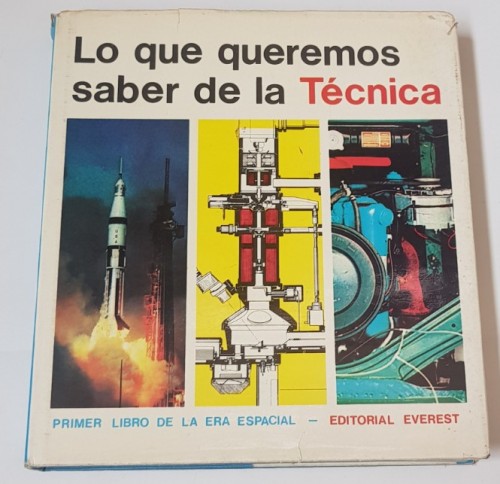 Lo que queremos
saber de la Técnica
PRIMER LIBRO DE LA ERA ESPACIAL — EDITORIAL EVEREST